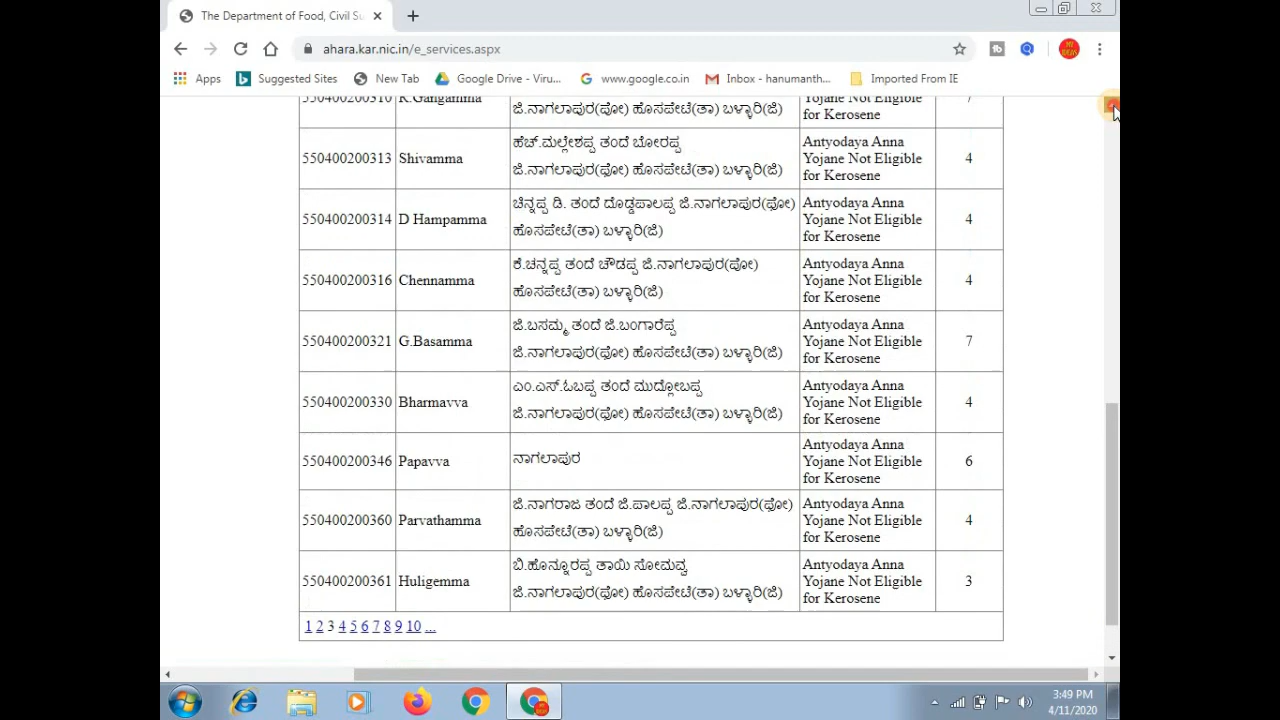 The Department of Food, Civil Su
ahara.kar.nic.in/e_services.aspx
Apps Suggested Sites New Tab Google Drive - Viru... www.google.co.in Inbox - hanumanth... Imported From IE
550400200310 K.Gangamma ಜಿ.ನಾಗಲಾಪುರ(ಫೋ) ಹೊಸಪೇಟೆ(ತಾ) ಬಳ್ಳಾರಿ(ಜಿ) Yojane Not Eligible 7
for Kerosene
ಹೆಚ್.ಮಲ್ಲೇಶಪ್ಪ ತಂದೆ ಬೋರಪ್ಪ Antyodaya Anna
550400200313 Shivamma Yojane Not Eligible 4
ಜಿ.ನಾಗಲಾಪುರ(ಫೋ) ಹೊಸಪೇಟೆ(ತಾ) ಬಳ್ಳಾರಿ(ಜಿ) for Kerosene
ಚೆನ್ನಪ್ಪ ಡಿ. ತಂದೆ ದೊಡ್ಡಪಾಲಪ್ಪ ಜಿ.ನಾಗಲಾಪುರ(ಫೋ) Antyodaya Anna
550400200314 D Hampamma Yojane Not Eligible 4
ಹೊಸಪೇಟೆ(ತಾ) ಬಳ್ಳಾರಿ(ಜಿ) for Kerosene
ಕೆ.ಚನ್ನಪ್ಪ ತಂದೆ ಚೌಡಪ್ಪ ಜಿ.ನಾಗಲಾಪುರ(ಪೋ) Antyodaya Anna
550400200316 Chennamma Yojane Not Eligible 4
ಹೊಸಪೇಟೆ(ತಾ) ಬಳ್ಳಾರಿ(ಜಿ) for Kerosene
ಜಿ.ಬಸಮ್ಮ ತಂದೆ ಜಿ.ಬಂಗಾರೆಪ್ಪ Antyodaya Anna
550400200321 G.Basamma Yojane Not Eligible 7
ಜಿ.ನಾಗಲಾಪುರ(ಫೋ) ಹೊಸಪೇಟೆ(ತಾ) ಬಳ್ಳಾರಿ(ಜಿ) for Kerosene
ಎಂ.ಎಸ್.ಓಬಪ್ಪ ತಂದೆ ಮುದ್ಲೋಬಪ್ಪ Antyodaya Anna
550400200330 Bharmavva Yojane Not Eligible 4
ಜಿ.ನಾಗಲಾಪುರ(ಫೋ) ಹೊಸಪೇಟೆ(ತಾ) ಬಳ್ಳಾರಿ(ಜಿ) for Kerosene
Antyodaya Anna
550400200346 Papavva ನಾಗಲಾಪುರ Yojane Not Eligible 6
for Kerosene
ಜಿ.ನಾಗರಾಜ ತಂದೆ ಜಿ.ಪಾಲಪ್ಪ ಜಿ.ನಾಗಲಾಪುರ(ಫೋ) Antyodaya Anna
550400200360 Parvathamma Yojane Not Eligible 4
ಹೊಸಪೇಟೆ(ತಾ) ಬಳ್ಳಾರಿ(ಜಿ) for Kerosene
ಬಿ.ಹೊನ್ನೂರಪ್ಪ ತಾಯಿ ಸೋಮವ್ವ Antyodaya Anna
550400200361 Huligemma Yojane Not Eligible 3
ಜಿ.ನಾಗಲಾಪುರ(ಫೋ) ಹೊಸಪೇಟೆ(ತಾ) ಬಳ್ಳಾರಿ(ಜಿ) for Kerosene
1 2 3 4 5 6 7 8 9 10 ...
3:49 PM
4/11/2020